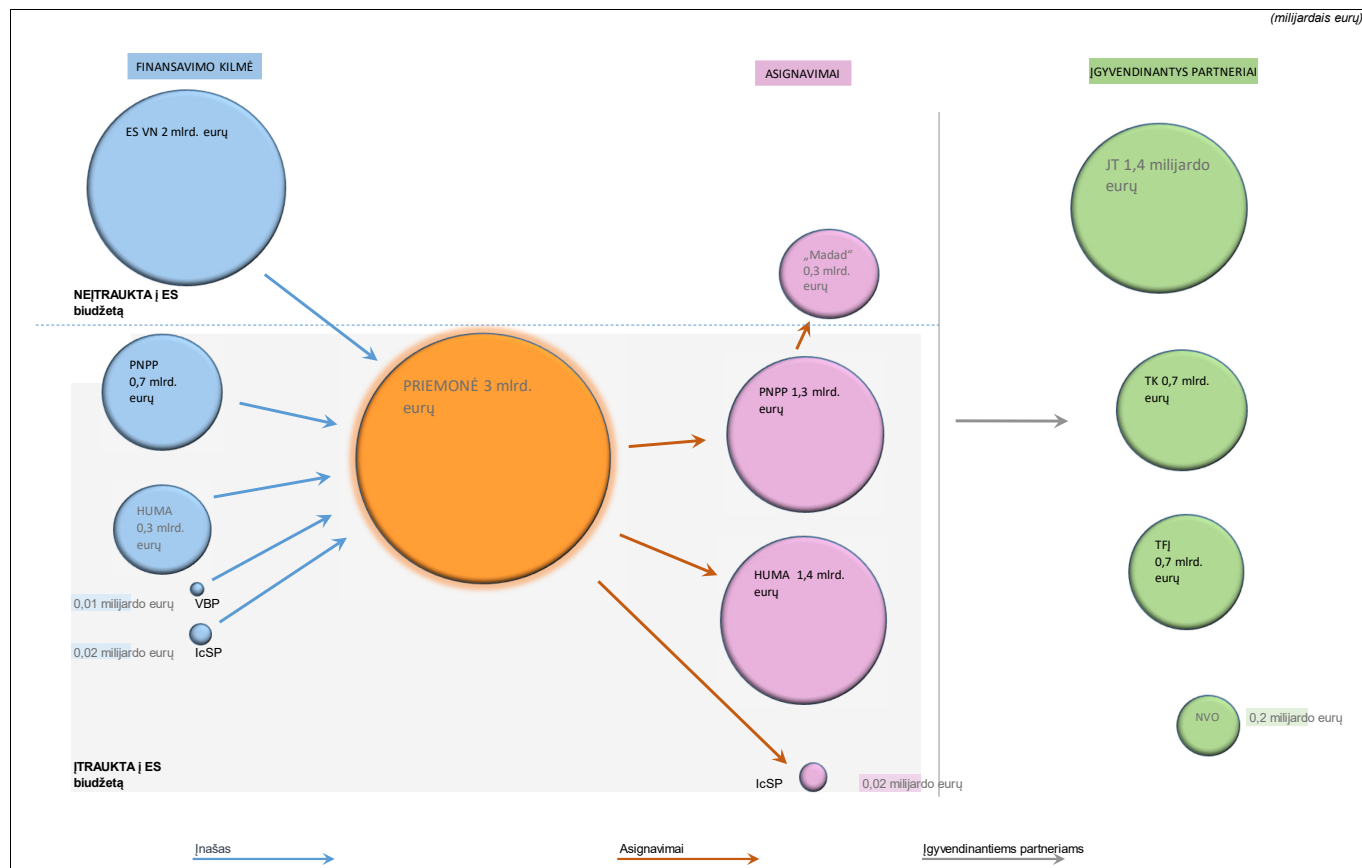 (milijardais eurų)
FINANSAVIMO KILMĖ
ASIGNAVIMAI
ĮGYVENDINANTYS PARTNERIAI
ES VN 2 mlrd. eurų
JT 1,4 milijardo
eurų
„Madad”
0,3 mlrd.
eurų
NEĮTRAUKTA į ES
biudžetą
PNPP
0,7 mlrd.
eurų
PRIEMONĖ 3 mlrd.
eurų
PNPP 1,3 mlrd.
eurų
TK 0,7 mlrd.
eurų
HUMA
0,3 mlrd.
eurų
TFĮ
0,7 mlrd.
eurų
HUMA 1,4 mlrd.
eurų
0,01 milijardo eurų
VBP
0,02 milijardo eurų
IcSP
NVO
0,2 milijardo eurų
ĮTRAUKTA į ES
biudžetą
IcSP
0,02 milijardo eurų
Įnašas
Asignavimai
Įgyvendinantiems partneriams